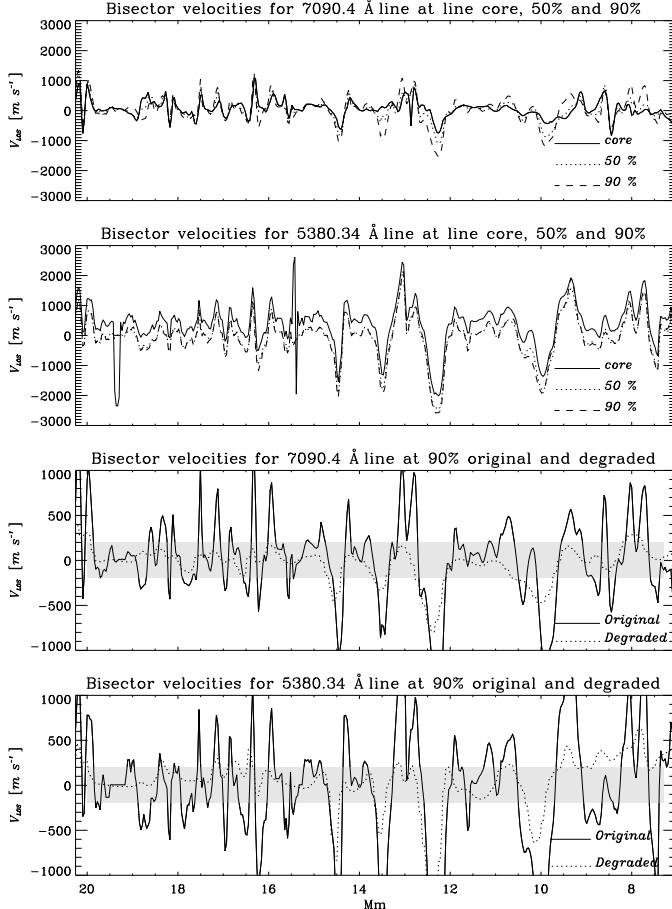 Bisector velocities for 7090.4 Å line at line core, 50% and 90%
3000
2000
1000
0
-1000
-2000
-3000
V_LOS [m s⁻¹]
core
50 %
90 %
Bisector velocities for 5380.34 Å line at line core, 50% and 90%
3000
2000
1000
0
-1000
-2000
-3000
V_LOS [m s⁻¹]
core
50 %
90 %
Bisector velocities for 7090.4 Å line at 90% original and degraded
1000
500
0
-500
-1000
V_LOS [m s⁻¹]
Original
Degraded
Bisector velocities for 5380.34 Å line at 90% original and degraded
1000
500
0
-500
-1000
V_LOS [m s⁻¹]
Original
Degraded
20 18 16 14 12 10 8
Mm